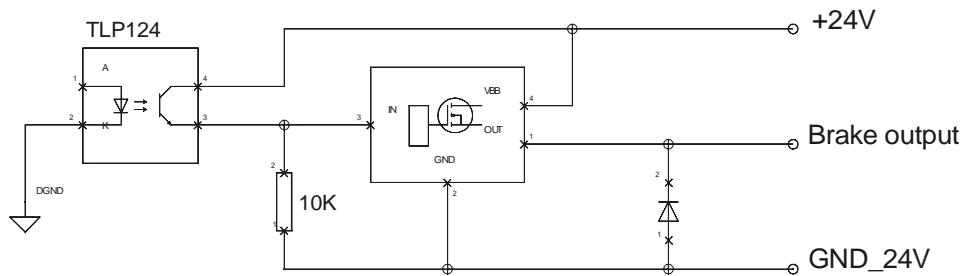 +24V
TLP124
A
1
4
VBB
IN
4
2
K
3
3
OUT
1
Brake output
GND
2
2
2
DGND
10K
1
1
GND_24V